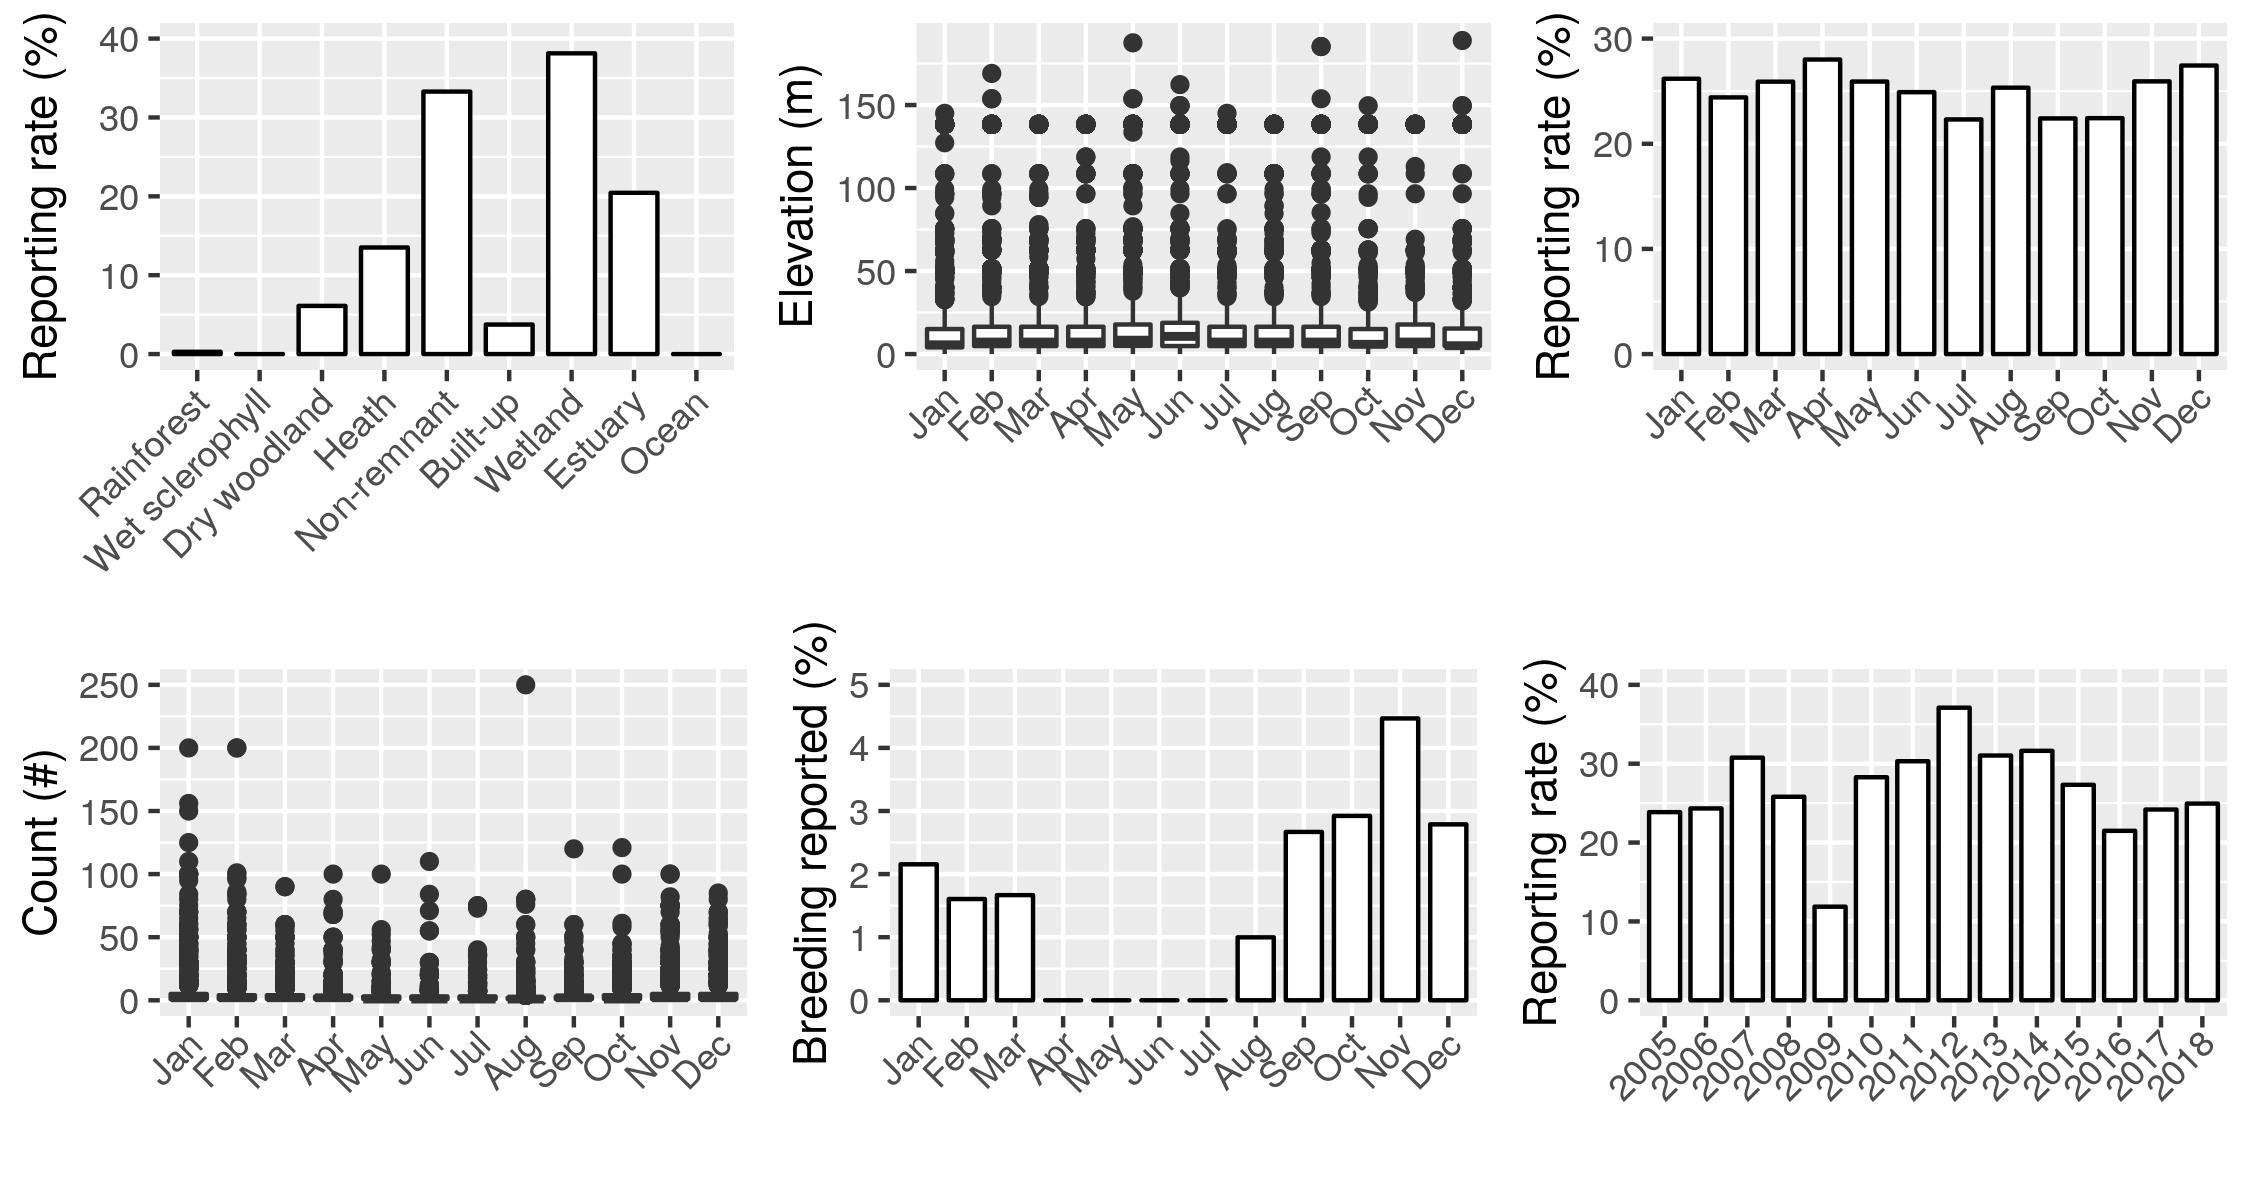 Reporting rate (%)
40
30
20
10
0
Rainforest
Wet sclerophyll
Dry woodland
Heath
Non-remnant
Built-up
Wetland
Estuary
Ocean
Elevation (m)
150
100
50
0
Jan
Feb
Mar
Apr
May
Jun
Jul
Aug
Sep
Oct
Nov
Dec
Reporting rate (%)
30
20
10
0
Jan
Feb
Mar
Apr
May
Jun
Jul
Aug
Sep
Oct
Nov
Dec
Count (#)
250
200
150
100
50
0
Jan
Feb
Mar
Apr
May
Jun
Jul
Aug
Sep
Oct
Nov
Dec
Breeding reported (%)
5
4
3
2
1
0
Jan
Feb
Mar
Apr
May
Jun
Jul
Aug
Sep
Oct
Nov
Dec
Reporting rate (%)
40
30
20
10
0
2005
2006
2007
2008
2009
2010
2011
2012
2013
2014
2015
2016
2017
2018